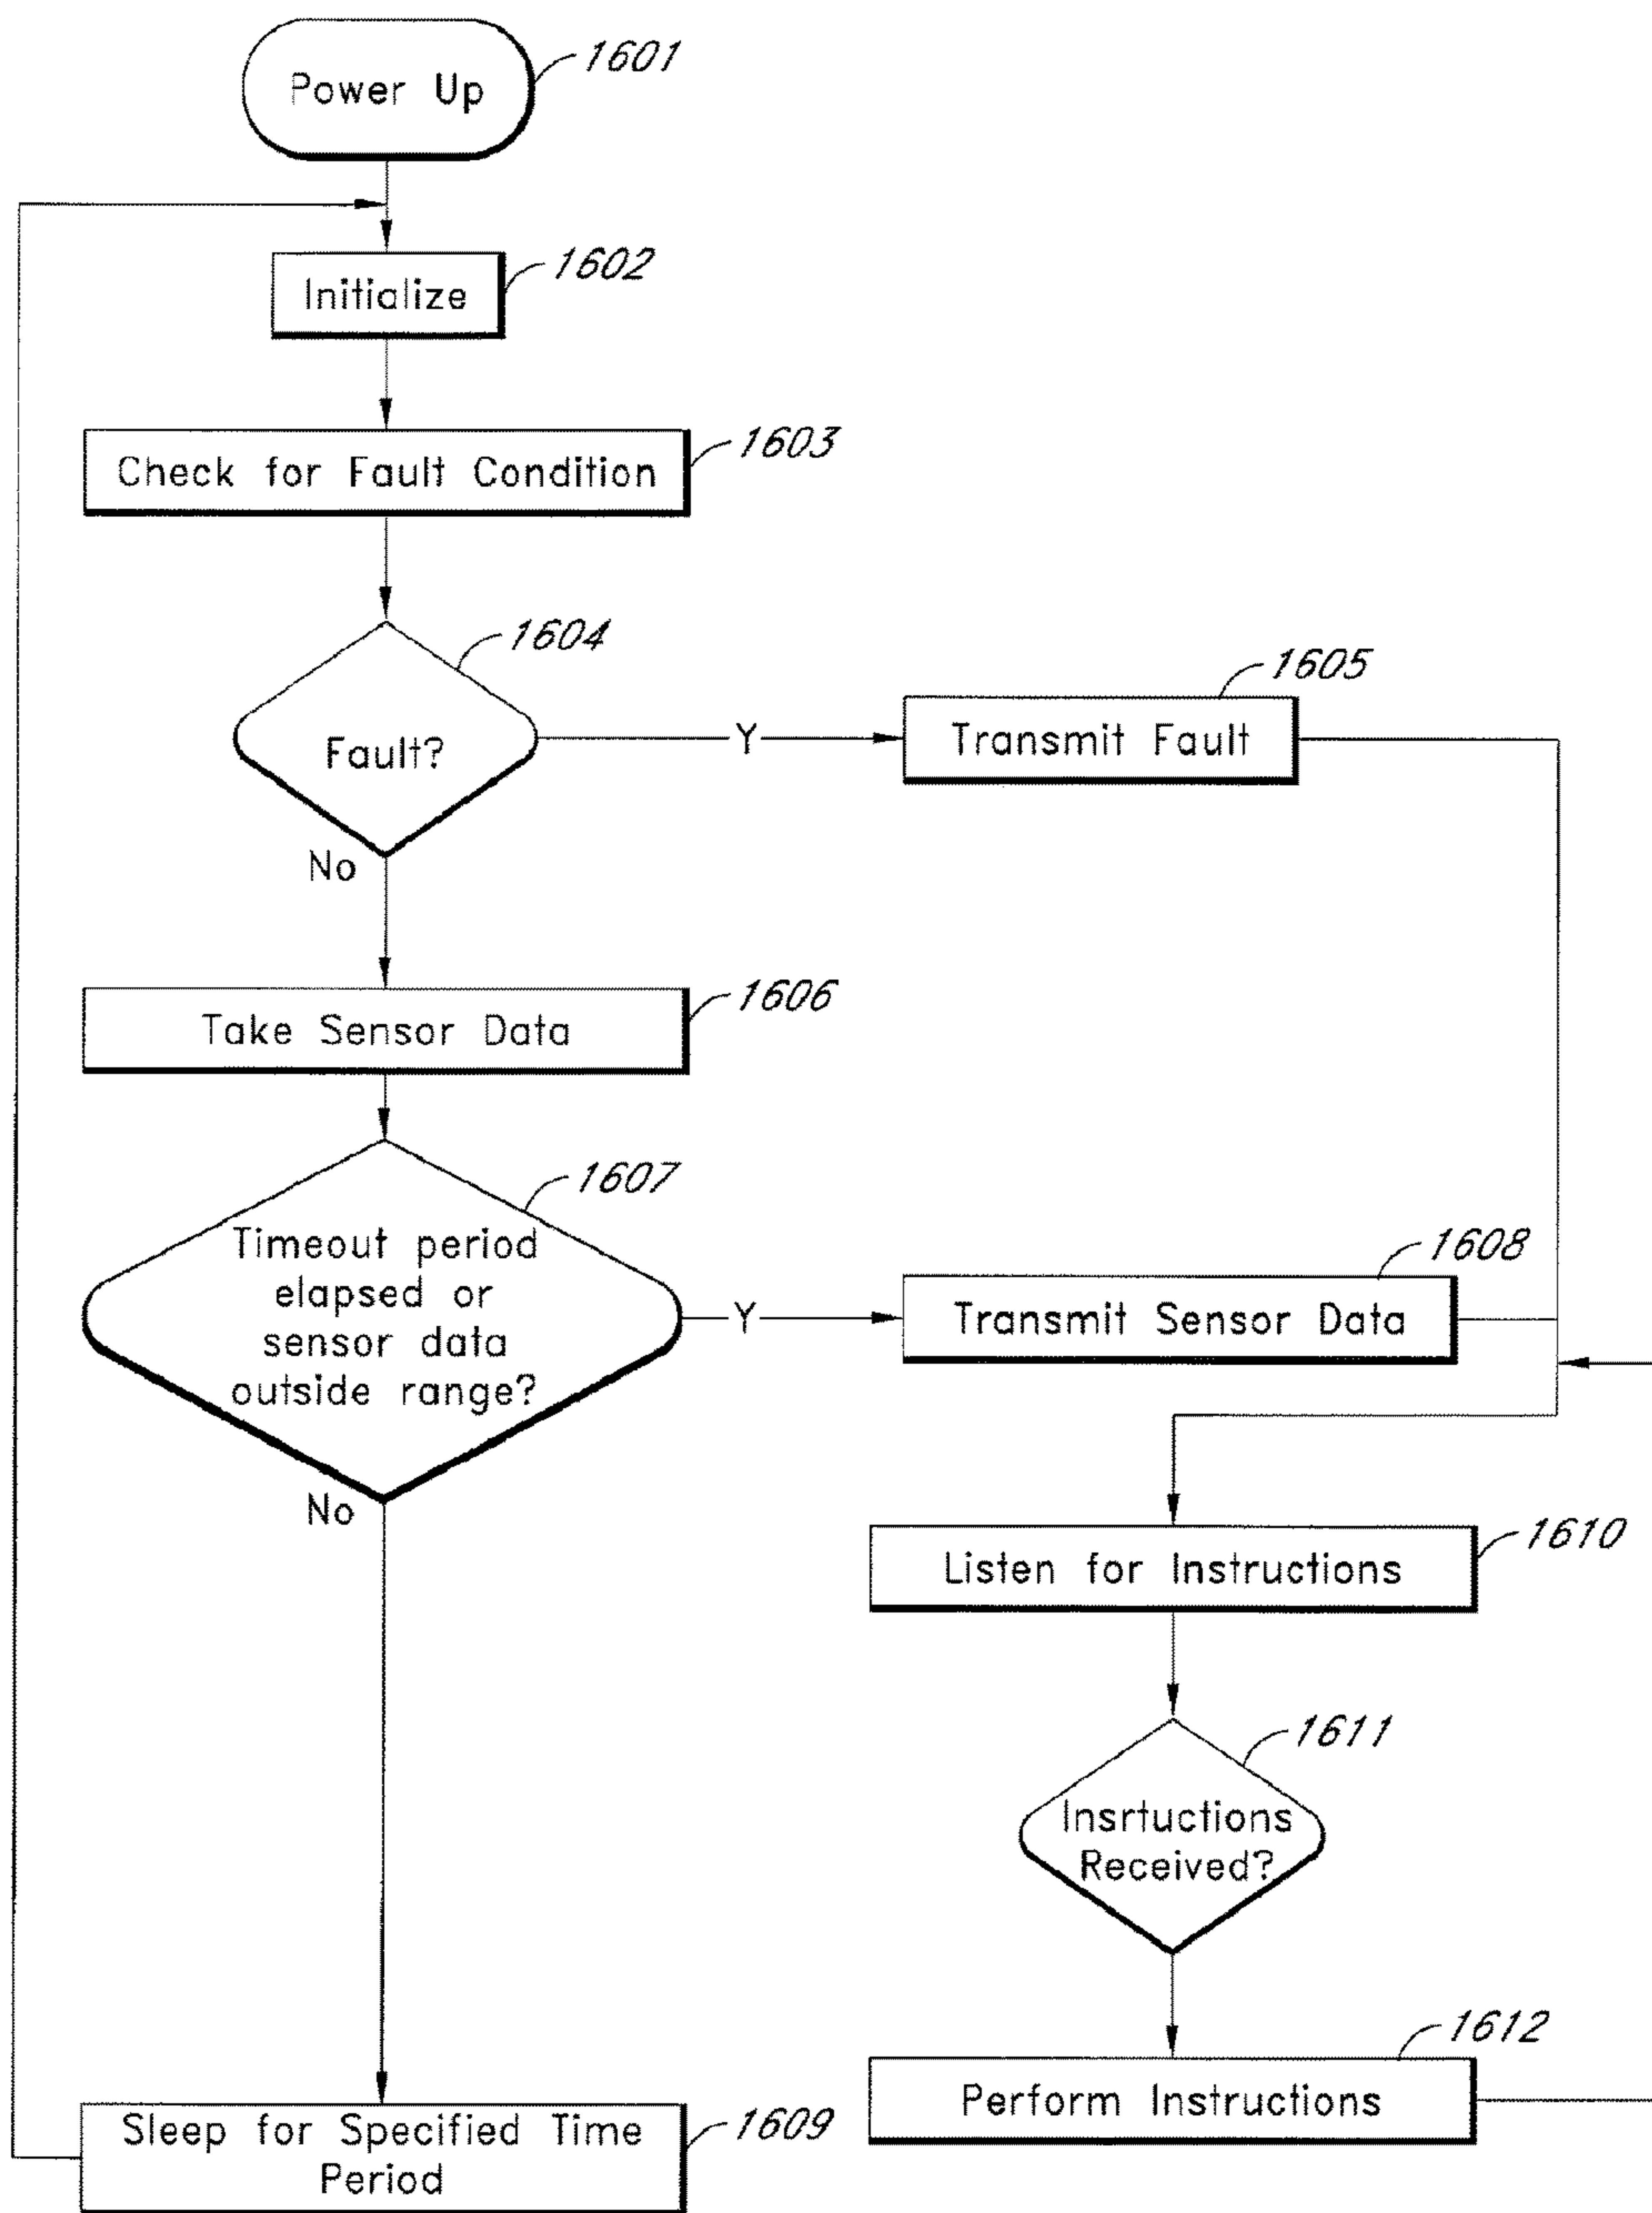 Power Up
1601
Initialize
1602
Check for Fault Condition
1603
1604
Fault?
Y
Transmit Fault
1605
No
Take Sensor Data
1606
1607
Timeout period
elapsed or
sensor data
outside range?
Y
Transmit Sensor Data
1608
No
Listen for Instructions
1610
1611
Insrtuctions
Received?
Perform Instructions
1612
Sleep for Specified Time
Period
1609